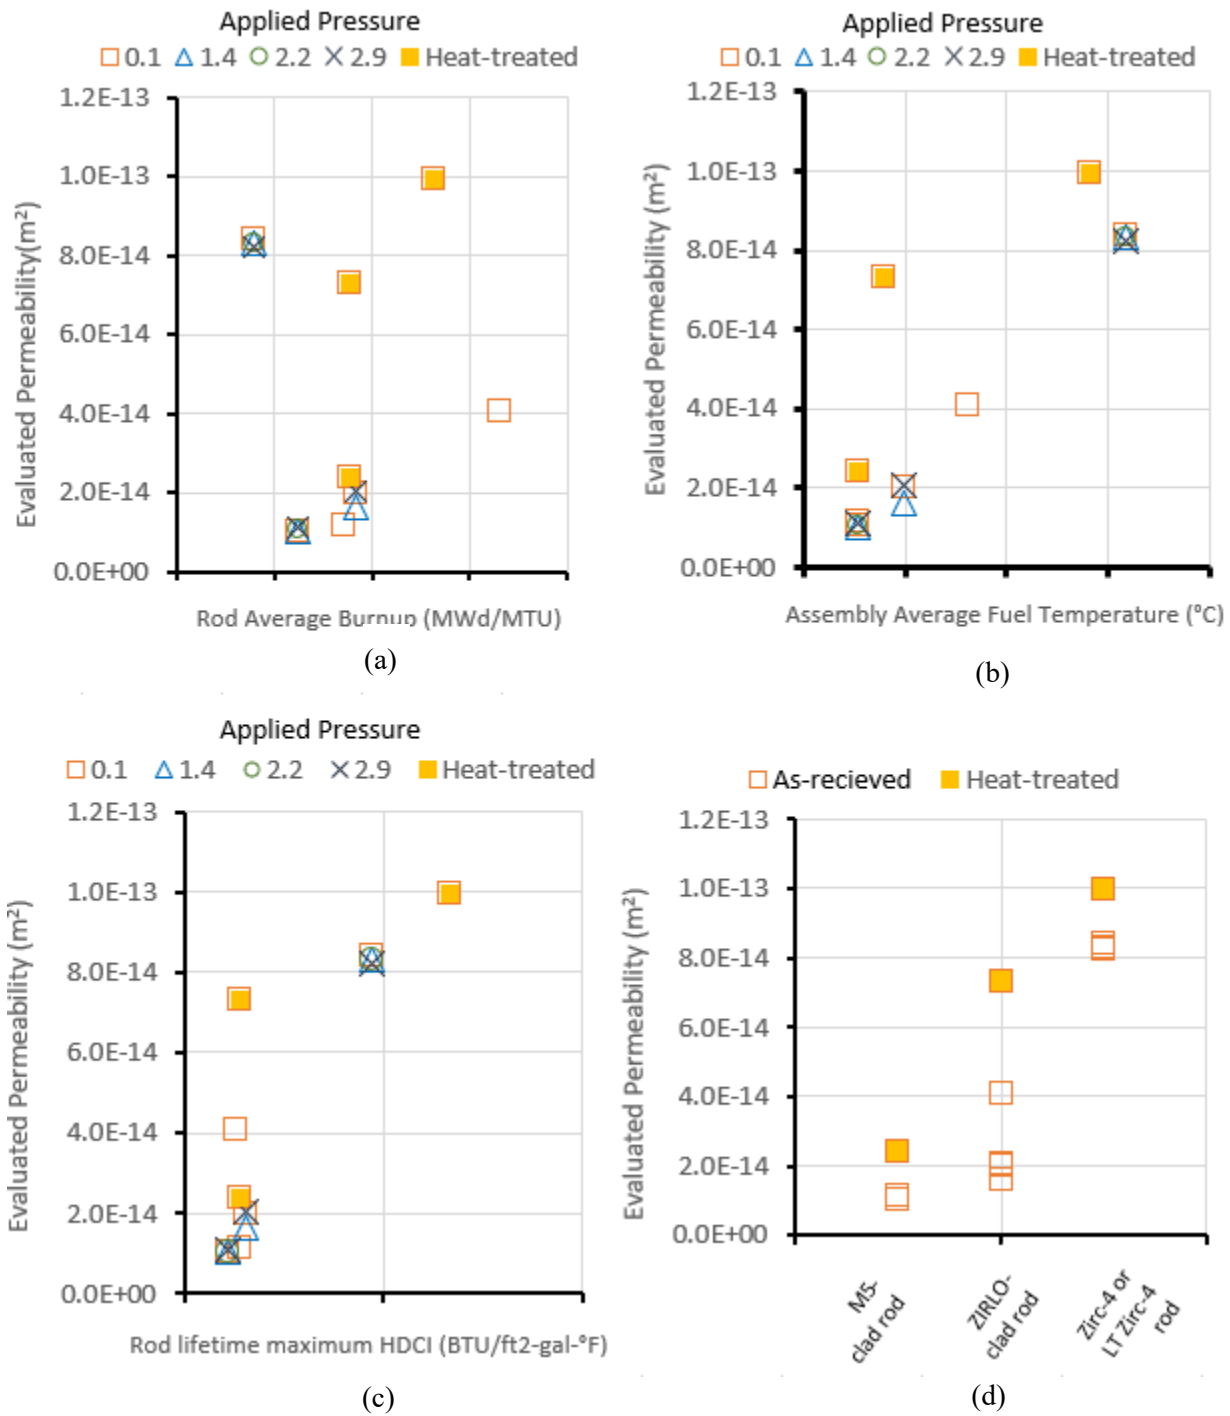 Applied Pressure
0.1 1.4 2.2 2.9 Heat-treated
1.2E-13
1.0E-13
8.0E-14
6.0E-14
4.0E-14
2.0E-14
0.0E+00
Evaluated Permeability(m²)
Rod Average Burnup (MWd/MTU)
(a)
Applied Pressure
0.1 1.4 2.2 2.9 Heat-treated
1.2E-13
1.0E-13
8.0E-14
6.0E-14
4.0E-14
2.0E-14
0.0E+00
Evaluated Permeability (m²)
Assembly Average Fuel Temperature (°C)
(b)
Applied Pressure
0.1 1.4 2.2 2.9 Heat-treated
1.2E-13
1.0E-13
8.0E-14
6.0E-14
4.0E-14
2.0E-14
0.0E+00
Evaluated Permeability (m²)
Rod lifetime maximum HDCI (BTU/ft2-gal-°F)
(c)
As-recieved Heat-treated
1.2E-13
1.0E-13
8.0E-14
6.0E-14
4.0E-14
2.0E-14
0.0E+00
Evaluated Permeability (m²)
M5-
clad rod
ZIRLO-
clad rod
Zirc-4 or
LT Zirc-4
rod
(d)